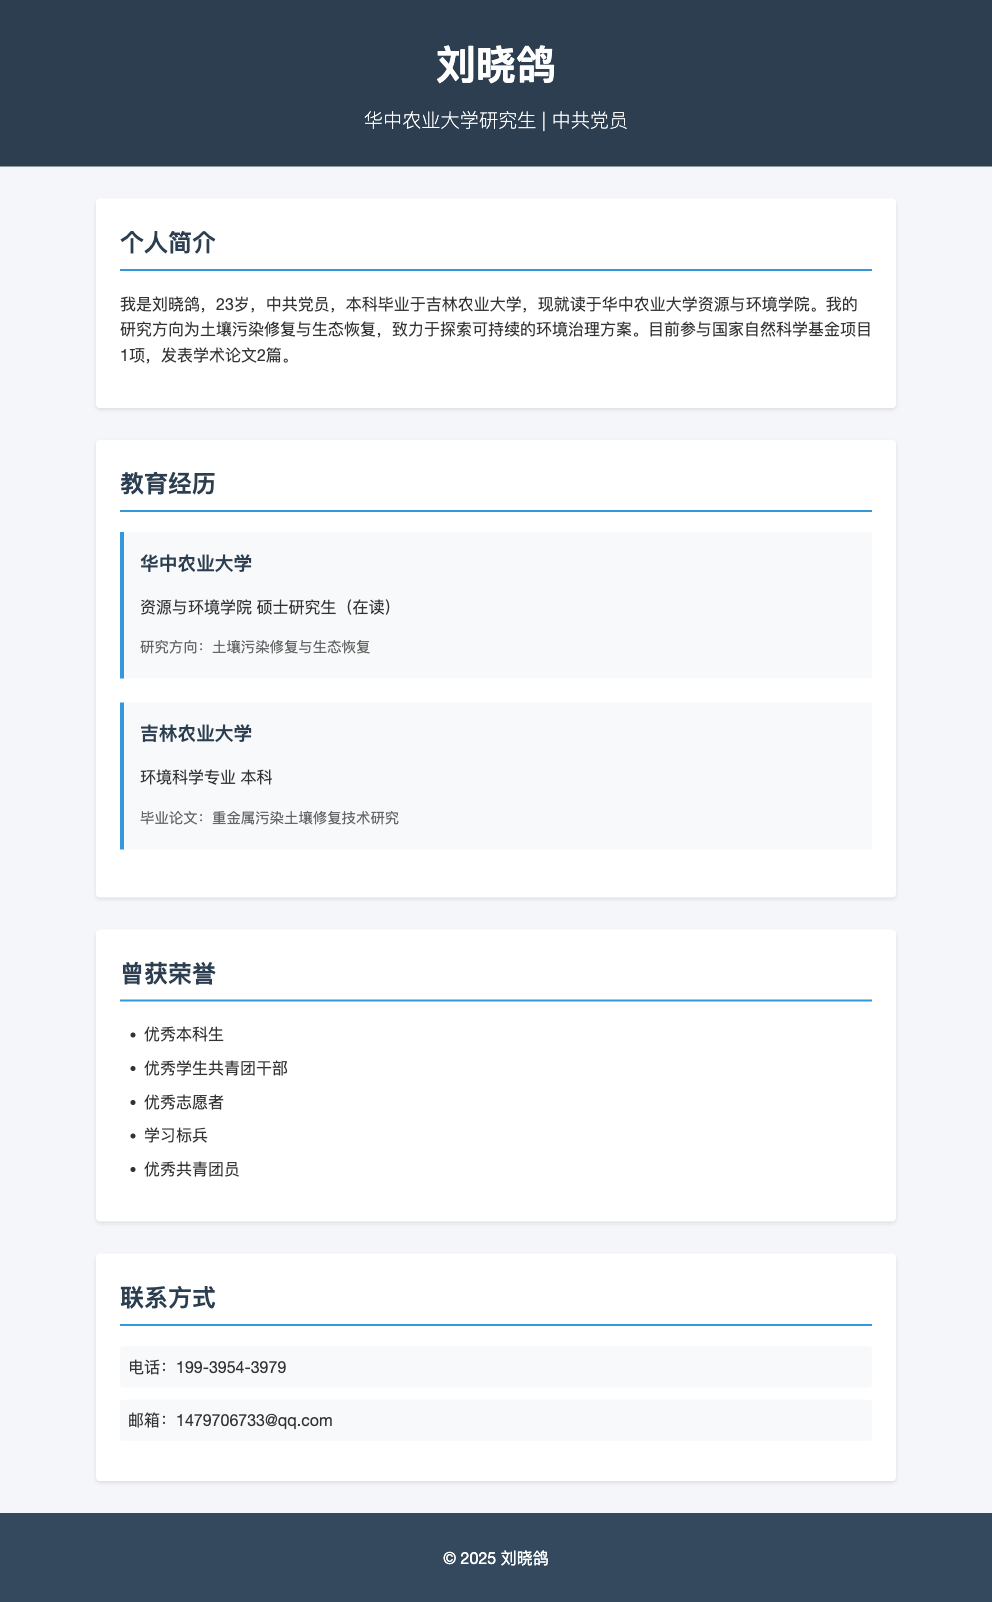 刘晓鸽
华中农业大学研究生 | 中共党员
个人简介
我是刘晓鸽，23岁，中共党员，本科毕业于吉林农业大学，现就读于华中农业大学资源与环境学院。我的
研究方向为土壤污染修复与生态恢复，致力于探索可持续的环境治理方案。目前参与国家自然科学基金项目
1项，发表学术论文2篇。
教育经历
华中农业大学
资源与环境学院 硕士研究生（在读）
研究方向：土壤污染修复与生态恢复
吉林农业大学
环境科学专业 本科
毕业论文：重金属污染土壤修复技术研究
曾获荣誉
• 优秀本科生
• 优秀学生共青团干部
• 优秀志愿者
• 学习标兵
• 优秀共青团员
联系方式
电话：199-3954-3979
邮箱：1479706733@qq.com
© 2025 刘晓鸽